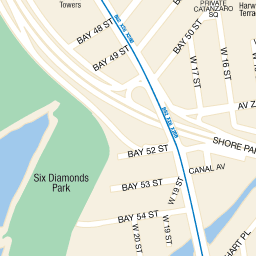 Towers
PRIVATE
CATANZARO
SQ
Harw
Terrac
BAY 48 ST
BAY 49 ST
BAY 50 ST
W 17 ST
W 16 ST
AV Z
SHORE PAR
BAY 52 ST
CANAL AV
Six Diamonds
Park
BAY 53 ST
W 19 ST
BAY 54 ST
W 20 ST
W 19 ST
HART PL